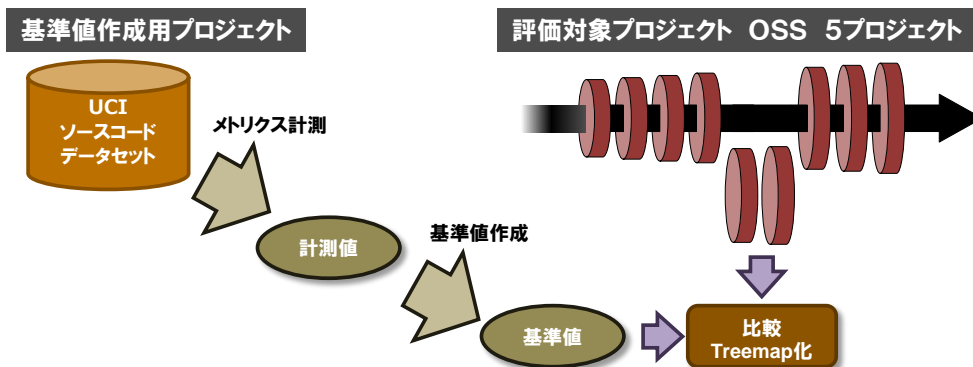 基準値作成用プロジェクト
評価対象プロジェクト OSS 5プロジェクト
UCI
ソースコード
データセット
メトリクス計測
計測値
基準値作成
基準値
比較
Treemap化